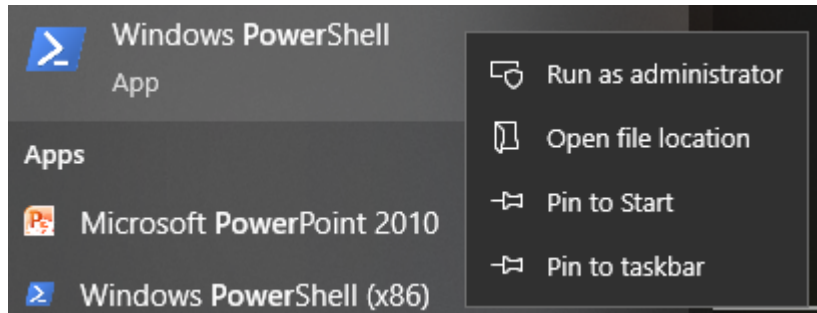 Windows PowerShell
App
Apps
Microsoft PowerPoint 2010
Windows PowerShell (x86)
Run as administrator
Open file location
Pin to Start
Pin to taskbar